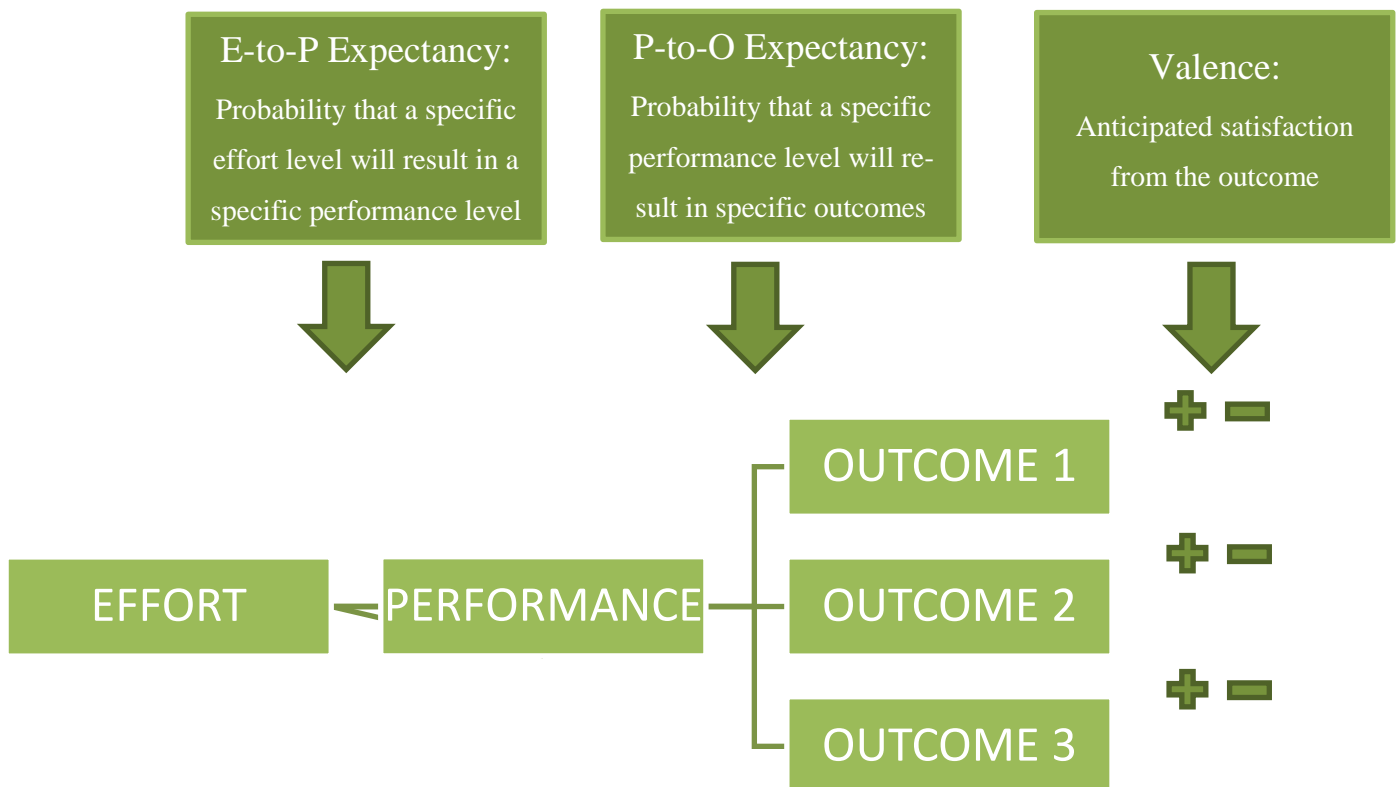 E-to-P Expectancy:
Probability that a specific
effort level will result in a
specific performance level
P-to-O Expectancy:
Probability that a specific
performance level will re-
sult in specific outcomes
Valence:
Anticipated satisfaction
from the outcome
OUTCOME 1
EFFORT
PERFORMANCE
OUTCOME 2
OUTCOME 3